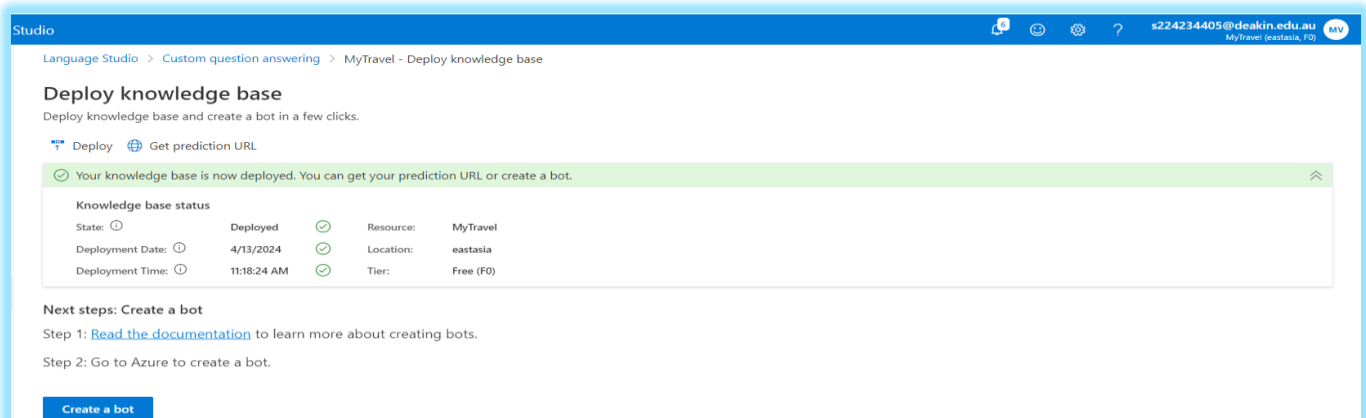 Studio
6
?
s224234405@deakin.edu.au
MyTravel (eastasia, F0)
MV
Language Studio > Custom question answering > MyTravel - Deploy knowledge base
Deploy knowledge base
Deploy knowledge base and create a bot in a few clicks.
Deploy Get prediction URL
Your knowledge base is now deployed. You can get your prediction URL or create a bot.
Knowledge base status
State: Deployed Resource: MyTravel
Deployment Date: 4/13/2024 Location: eastasia
Deployment Time: 11:18:24 AM Tier: Free (F0)
Next steps: Create a bot
Step 1: Read the documentation to learn more about creating bots.
Step 2: Go to Azure to create a bot.
Create a bot